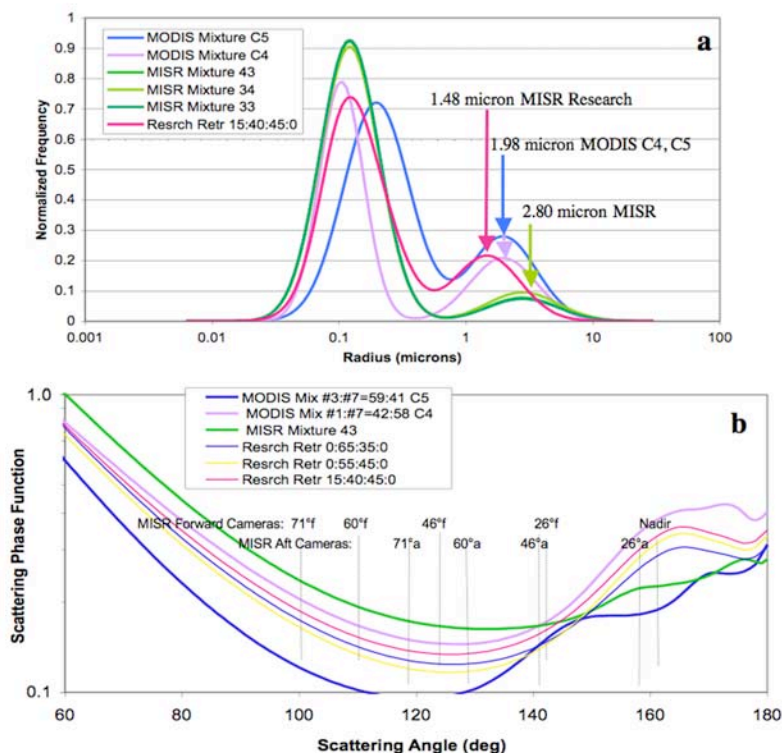 a
1
0.9
0.8
0.7
0.6
0.5
0.4
0.3
0.2
0.1
0
Normalized Frequency
MODIS Mixture C5
MODIS Mixture C4
MISR Mixture 43
MISR Mixture 34
MISR Mixture 33
Resrch Retr 15:40:45:0
1.48 micron MISR Research
1.98 micron MODIS C4, C5
2.80 micron MISR
0.001 0.01 0.1 1 10 100
Radius (microns)
b
1.0
0.1
Scattering Phase Function
MODIS Mix #3:#7=59:41 C5
MODIS Mix #1:#7=42:58 C4
MISR Mixture 43
Resrch Retr 0:65:35:0
Resrch Retr 0:55:45:0
Resrch Retr 15:40:45:0
MISR Forward Cameras: 71°f 60°f 46°f 26°f Nadir
MISR Aft Cameras: 71°a 60°a 46°a 26°a
60 80 100 120 140 160 180
Scattering Angle (deg)